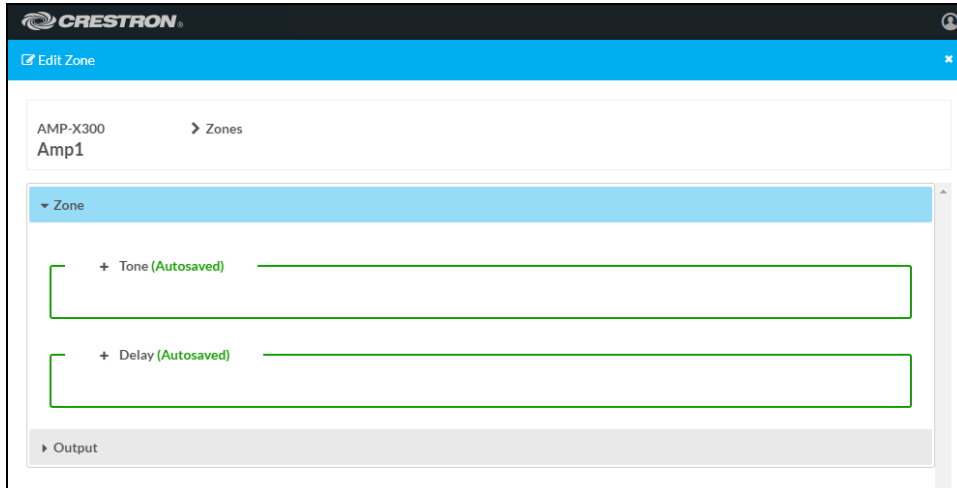 CRESTRON®
Edit Zone
AMP-X300
Zones
Amp1
Zone
+ Tone (Autosaved)
+ Delay (Autosaved)
Output